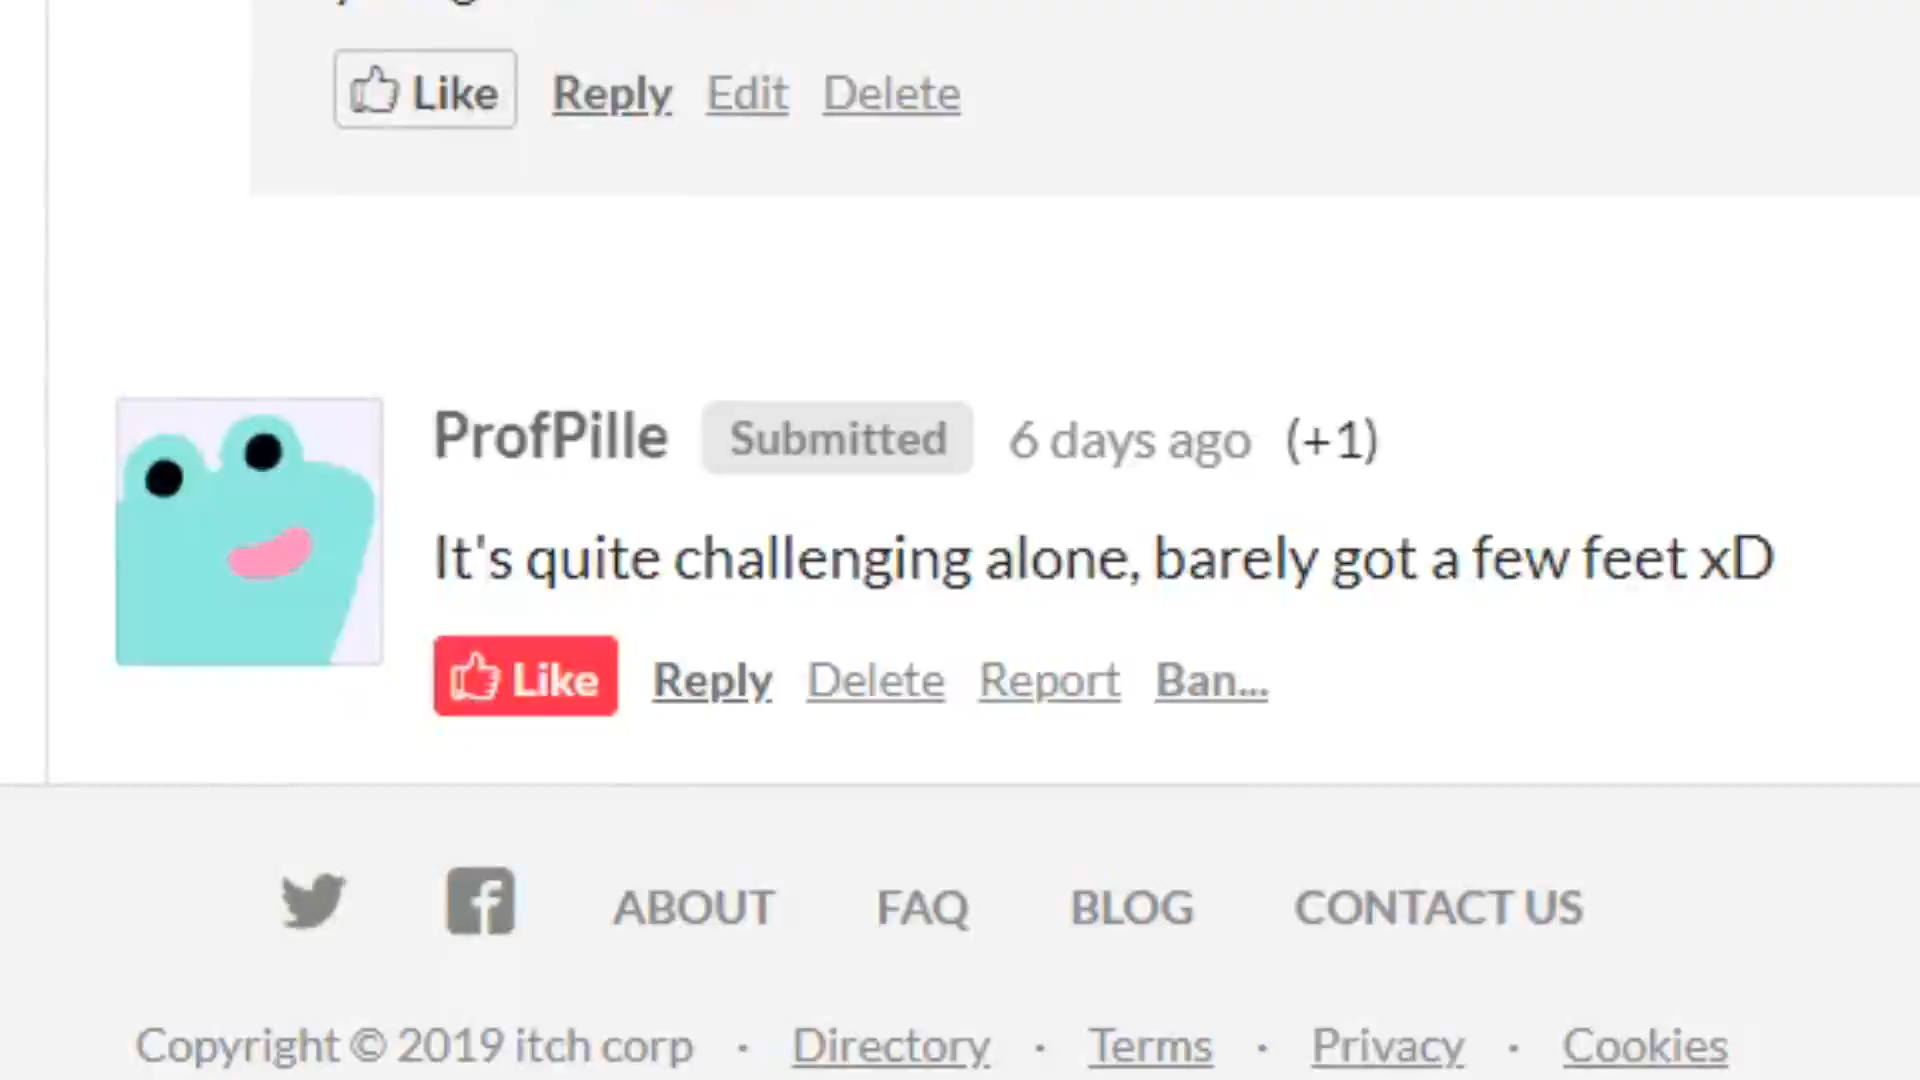 Like Reply Edit Delete
ProfPille Submitted 6 days ago (+1)
It's quite challenging alone, barely got a few feet xD
Like Reply Delete Report Ban...
ABOUT FAQ BLOG CONTACT US
Copyright © 2019 itch corp · Directory · Terms · Privacy · Cookies